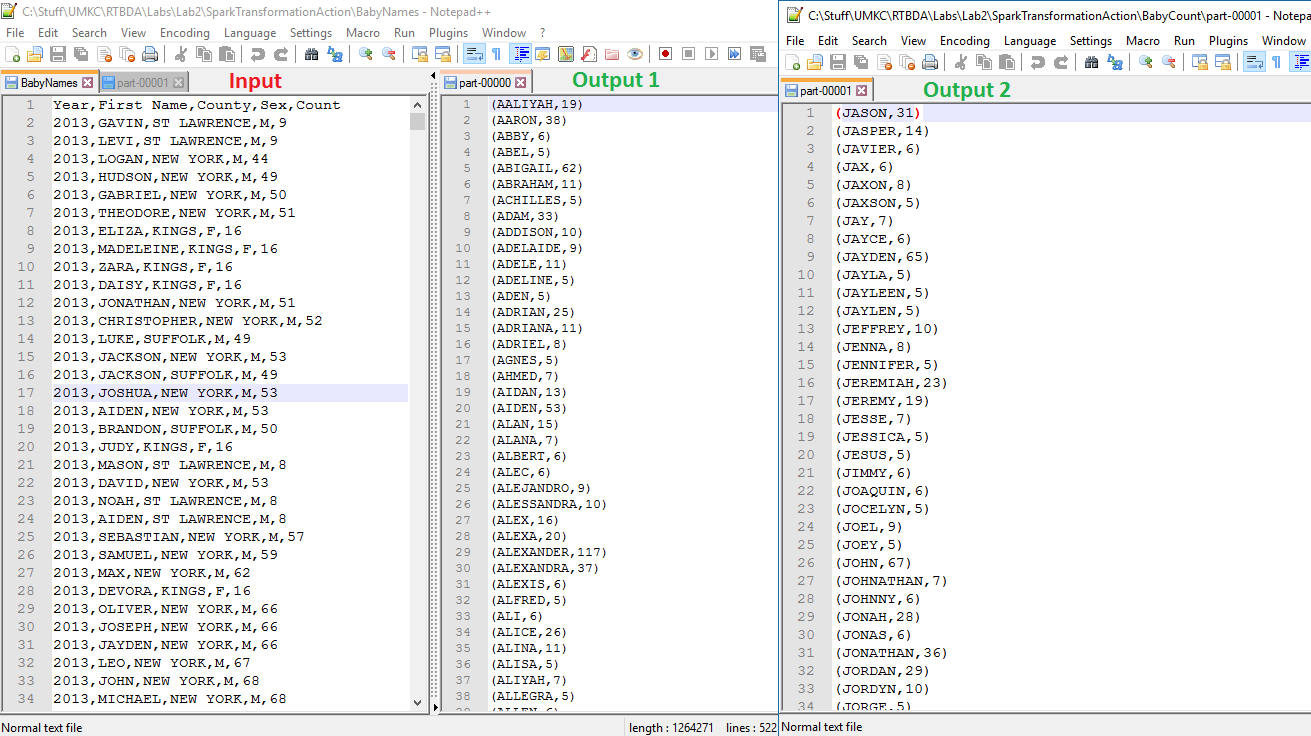 C:\Stuff\UMKC\RTBDA\Labs\Lab2\SparkTransformationAction\BabyNames - Notepad++
File Edit Search View Encoding Language Settings Macro Run Plugins Window ?
BabyNames part-00001 Input
1 Year,First Name,County,Sex,Count
2 2013,GAVIN,ST LAWRENCE,M,9
3 2013,LEVI,ST LAWRENCE,M,9
4 2013,LOGAN,NEW YORK,M,44
5 2013,HUDSON,NEW YORK,M,49
6 2013,GABRIEL,NEW YORK,M,50
7 2013,THEODORE,NEW YORK,M,51
8 2013,ELIZA,KINGS,F,16
9 2013,MADELEINE,KINGS,F,16
10 2013,ZARA,KINGS,F,16
11 2013,DAISY,KINGS,F,16
12 2013,JONATHAN,NEW YORK,M,51
13 2013,CHRISTOPHER,NEW YORK,M,52
14 2013,LUKE,SUFFOLK,M,49
15 2013,JACKSON,NEW YORK,M,53
16 2013,JACKSON,SUFFOLK,M,49
17 2013,JOSHUA,NEW YORK,M,53
18 2013,AIDEN,NEW YORK,M,53
19 2013,BRANDON,SUFFOLK,M,50
20 2013,JUDY,KINGS,F,16
21 2013,MASON,ST LAWRENCE,M,8
22 2013,DAVID,NEW YORK,M,53
23 2013,NOAH,ST LAWRENCE,M,8
24 2013,AIDEN,ST LAWRENCE,M,8
25 2013,SEBASTIAN,NEW YORK,M,57
26 2013,SAMUEL,NEW YORK,M,59
27 2013,MAX,NEW YORK,M,62
28 2013,DEVORA,KINGS,F,16
29 2013,OLIVER,NEW YORK,M,66
30 2013,JOSEPH,NEW YORK,M,66
31 2013,JAYDEN,NEW YORK,M,66
32 2013,LEO,NEW YORK,M,67
33 2013,JOHN,NEW YORK,M,68
34 2013,MICHAEL,NEW YORK,M,68
part-00000 Output 1
1 (AALIYAH,19)
2 (AARON,38)
3 (ABBY,6)
4 (ABEL,5)
5 (ABIGAIL,62)
6 (ABRAHAM,11)
7 (ACHILLES,5)
8 (ADAM,33)
9 (ADDISON,10)
10 (ADELAIDE,9)
11 (ADELE,11)
12 (ADELINE,5)
13 (ADEN,5)
14 (ADRIAN,25)
15 (ADRIANA,11)
16 (ADRIEL,8)
17 (AGNES,5)
18 (AHMED,7)
19 (AIDAN,13)
20 (AIDEN,53)
21 (ALAN,15)
22 (ALANA,7)
23 (ALBERT,6)
24 (ALEC,6)
25 (ALEJANDRO,9)
26 (ALESSANDRA,10)
27 (ALEX,16)
28 (ALEXA,20)
29 (ALEXANDER,117)
30 (ALEXANDRA,37)
31 (ALEXIS,6)
32 (ALFRED,5)
33 (ALI,6)
34 (ALICE,26)
35 (ALINA,11)
36 (ALISA,5)
37 (ALIYAH,7)
38 (ALLEGRA,5)
Normal text file length : 1264271 lines : 522
C:\Stuff\UMKC\RTBDA\Labs\Lab2\SparkTransformationAction\BabyCount\part-00001 - Notepa
File Edit Search View Encoding Language Settings Macro Run Plugins Window
part-00001 Output 2
1 (JASON,31)
2 (JASPER,14)
3 (JAVIER,6)
4 (JAX,6)
5 (JAXON,8)
6 (JAXSON,5)
7 (JAY,7)
8 (JAYCE,6)
9 (JAYDEN,65)
10 (JAYLA,5)
11 (JAYLEEN,5)
12 (JAYLEN,5)
13 (JEFFREY,10)
14 (JENNA,8)
15 (JENNIFER,5)
16 (JEREMIAH,23)
17 (JEREMY,19)
18 (JESSE,7)
19 (JESSICA,5)
20 (JESUS,5)
21 (JIMMY,6)
22 (JOAQUIN,6)
23 (JOCELYN,5)
24 (JOEL,9)
25 (JOEY,5)
26 (JOHN,67)
27 (JOHNATHAN,7)
28 (JOHNNY,6)
29 (JONAH,28)
30 (JONAS,6)
31 (JONATHAN,36)
32 (JORDAN,29)
33 (JORDYN,10)
34 (JORGE,5)
Normal text file